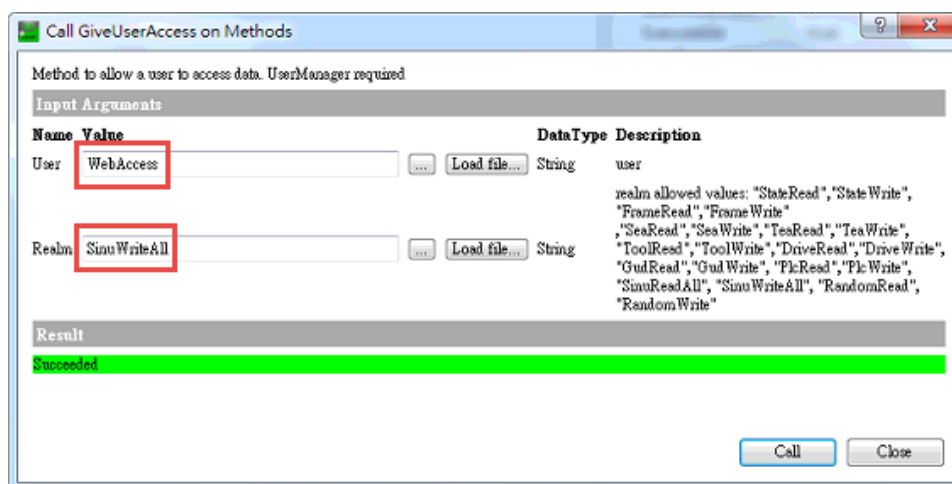 Call GiveUserAccess on Methods
?
X
Method to allow a user to access data. UserManager required
Input Arguments
Name Value DataType Description
User WebAccess ... Load file... String user
realm allowed values: "StateRead","StateWrite",
"FrameRead","FrameWrite"
,"SeaRead","SeaWrite","TeaRead","TeaWrite",
Realm SinuWriteAll ... Load file... String "ToolRead","ToolWrite","DriveRead","DriveWrite",
"GudRead","GudWrite", "PlcRead","PlcWrite",
"SinuReadAll", "SinuWriteAll", "RandomRead",
"RandomWrite"
Result
Succeeded
Call Close